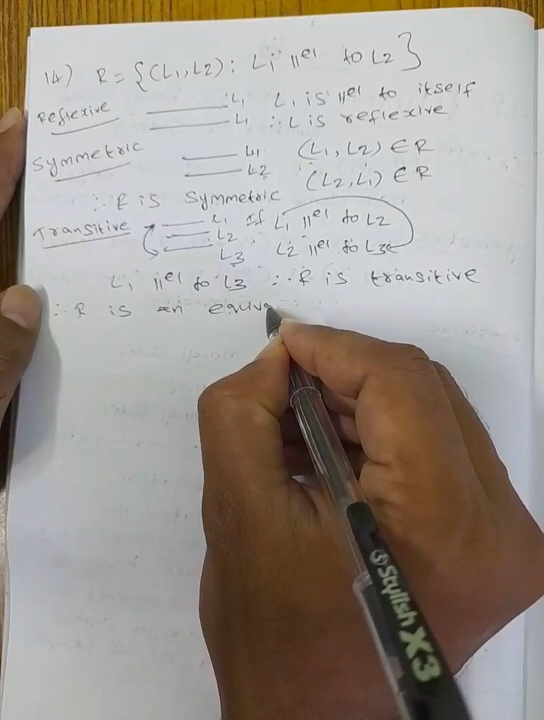 14) R = {(L1, L2) : L1 ||el to L2}
Reflexive L1 L1 is ||el to itself
L1 ∴ L is reflexive
Symmetric L1 (L1, L2) ∈ R
L2 (L2, L1) ∈ R
∴ R is Symmetric
Transitive L1 If L1 ||el to L2
L2 L2 ||el to L3
L3
L1 ||el to L3 ∴ R is transitive
∴ R is an equiva
Stylish X3